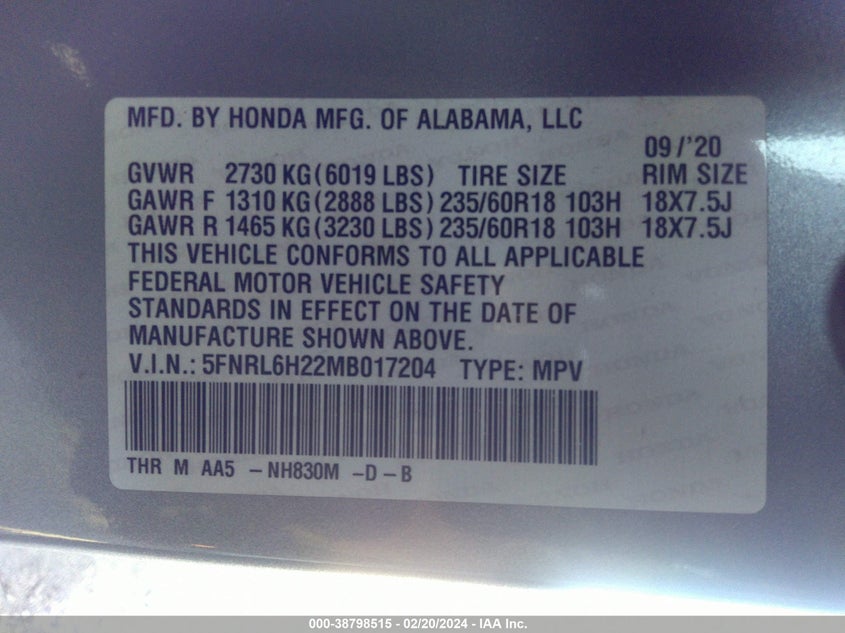 MFD. BY HONDA MFG. OF ALABAMA, LLC
09/'20
GVWR 2730 KG(6019 LBS) TIRE SIZE RIM SIZE
GAWR F 1310 KG(2888 LBS) 235/60R18 103H 18X7.5J
GAWR R 1465 KG(3230 LBS) 235/60R18 103H 18X7.5J
THIS VEHICLE CONFORMS TO ALL APPLICABLE
FEDERAL MOTOR VEHICLE SAFETY
STANDARDS IN EFFECT ON THE DATE OF
MANUFACTURE SHOWN ABOVE.
V.I.N.: 5FNRL6H22MB017204 TYPE: MPV
THR M AA5 -NH830M -D-B
000-38798515 - 02/20/2024 - IAA Inc.